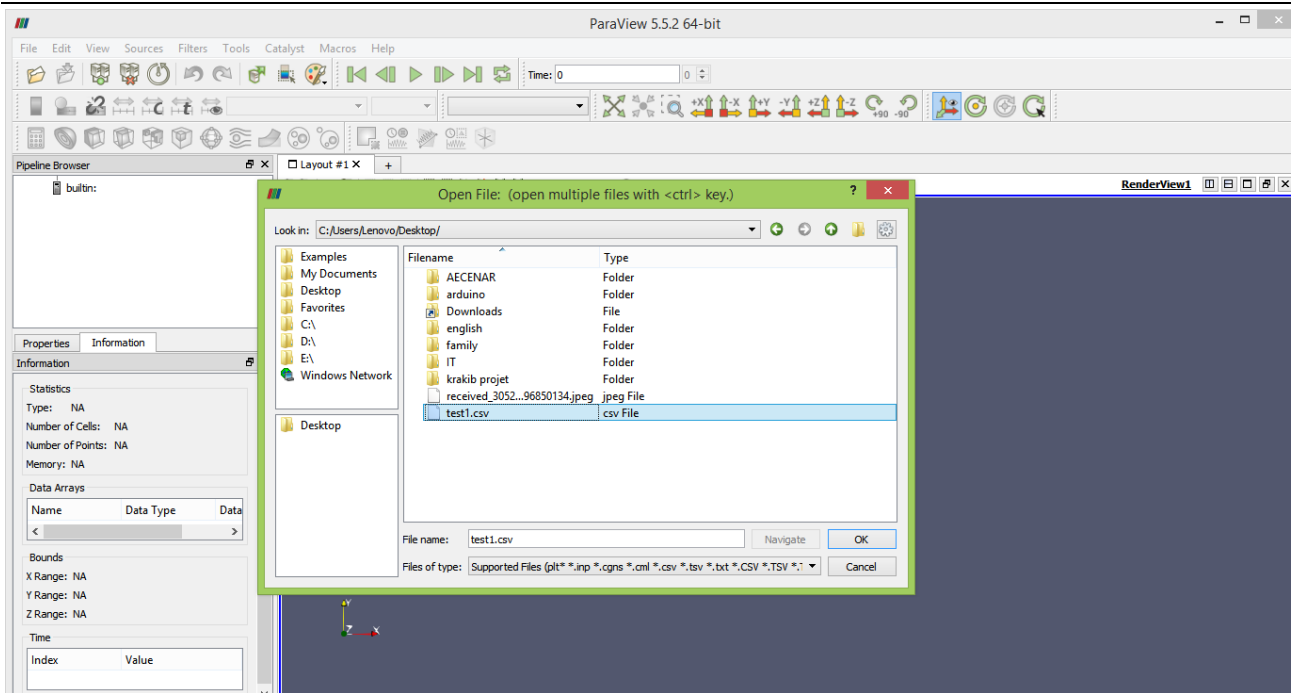 ParaView 5.5.2 64-bit
File Edit View Sources Filters Tools Catalyst Macros Help
Time: 0 0
+X -X +Y -Y +Z -Z +90 -90
Pipeline Browser
Layout #1 +
builtin:
RenderView1
Open File: (open multiple files with <ctrl> key.) ?
Look in: C:/Users/Lenovo/Desktop/
Examples
My Documents
Desktop
Favorites
C:\
D:\
E:\
Windows Network
Desktop
Filename Type
AECENAR Folder
arduino Folder
Downloads File
english Folder
family Folder
IT Folder
krakib projet Folder
received_3052...96850134.jpeg jpeg File
test1.csv csv File
File name: test1.csv Navigate OK
Files of type: Supported Files (plt* *.inp *.cgns *.cml *.csv *.tsv *.txt *.CSV *.TSV *. Cancel
Properties Information
Information
Statistics
Type: NA
Number of Cells: NA
Number of Points: NA
Memory: NA
Data Arrays
Name Data Type Data
Bounds
X Range: NA
Y Range: NA
Z Range: NA
Time
Index Value
Y
Z X